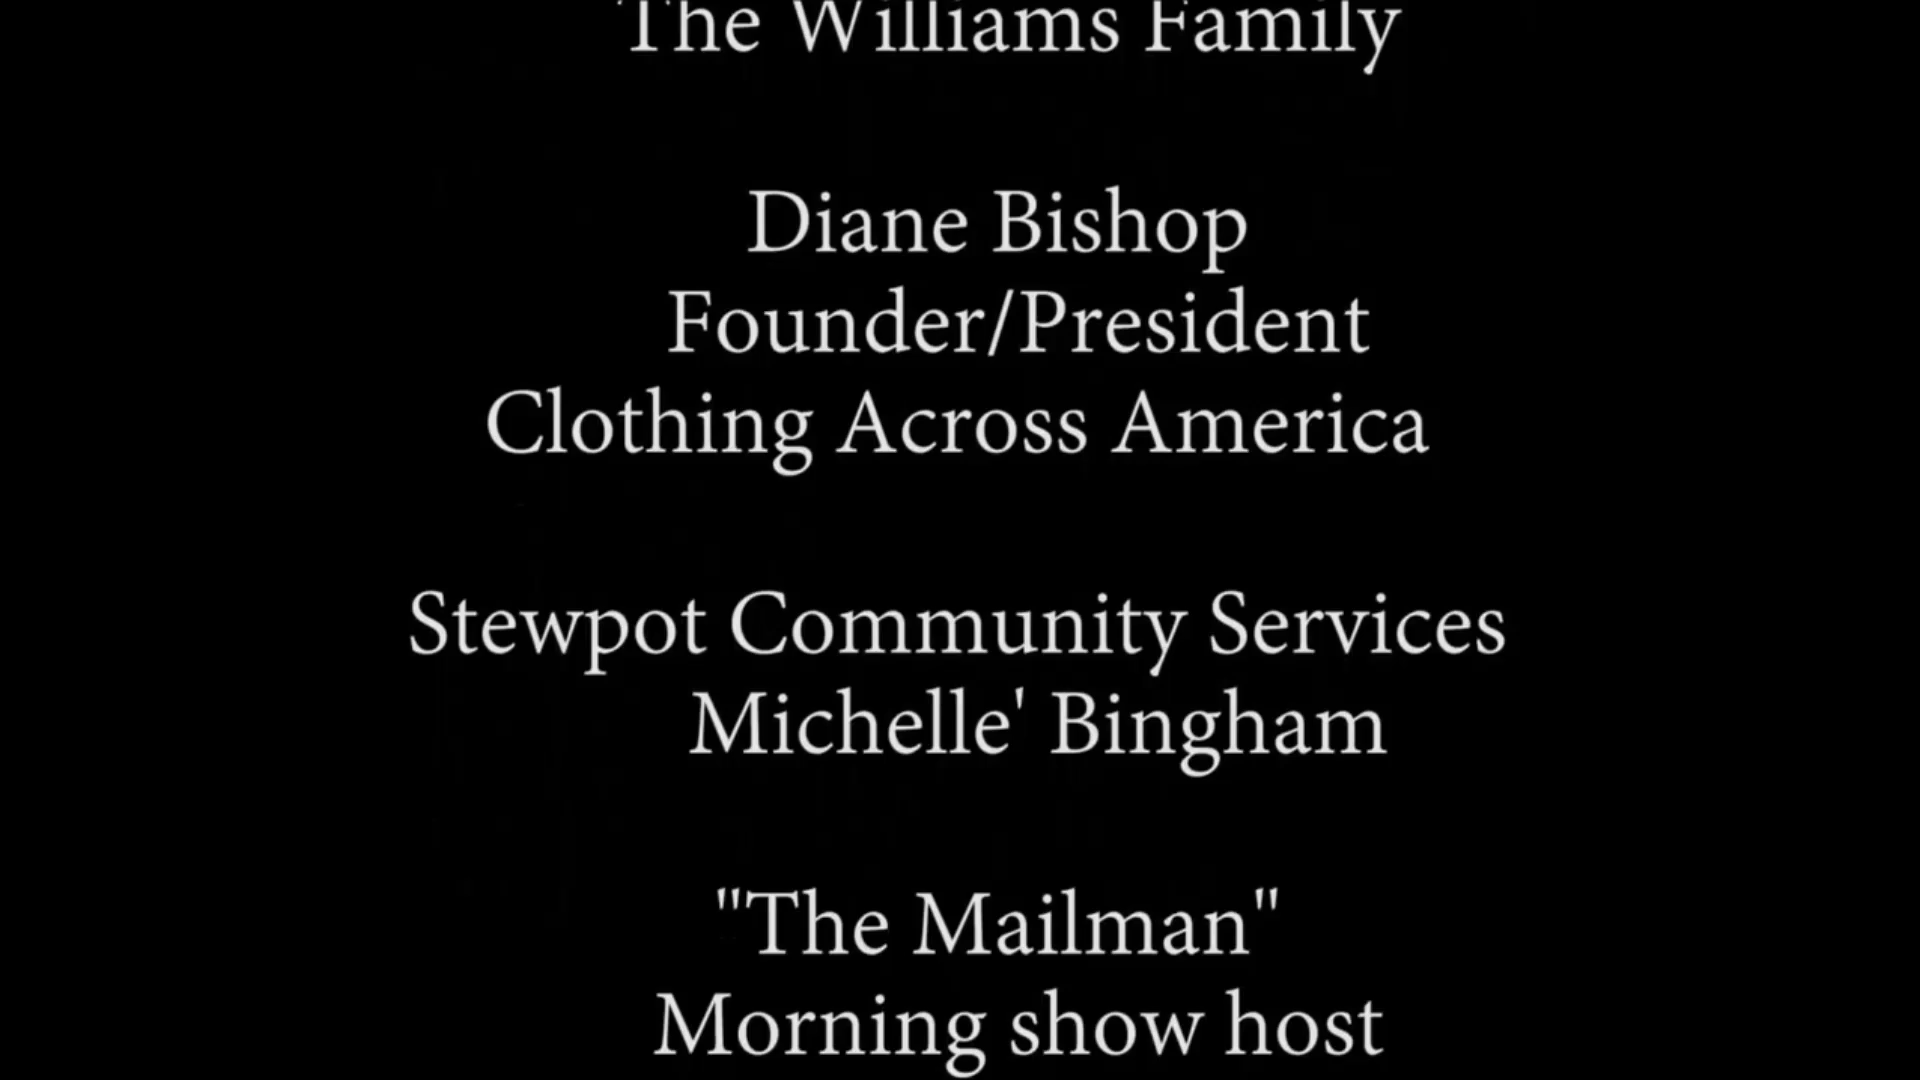 The Williams Family
Diane Bishop
Founder/President
Clothing Across America
Stewpot Community Services
Michelle' Bingham
"The Mailman"
Morning show host